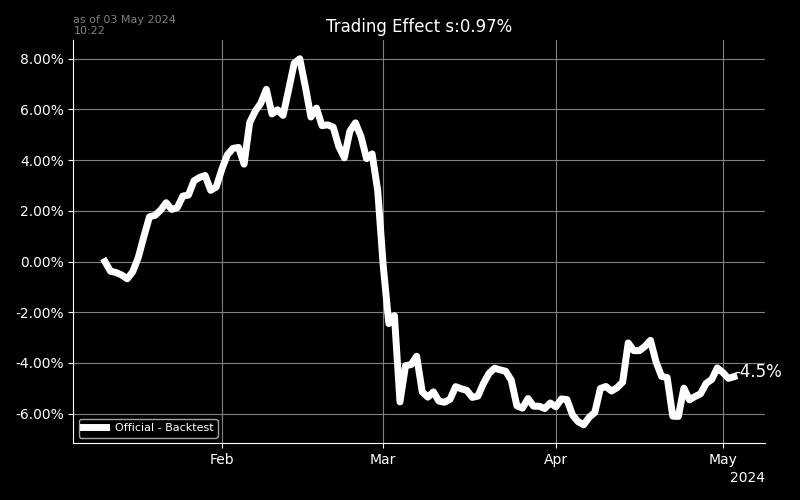 as of 03 May 2024
10:22
Trading Effect s:0.97%
8.00%
6.00%
4.00%
2.00%
0.00%
-2.00%
-4.00%
-6.00%
-4.5%
Official - Backtest
Feb
Mar
Apr
May
2024